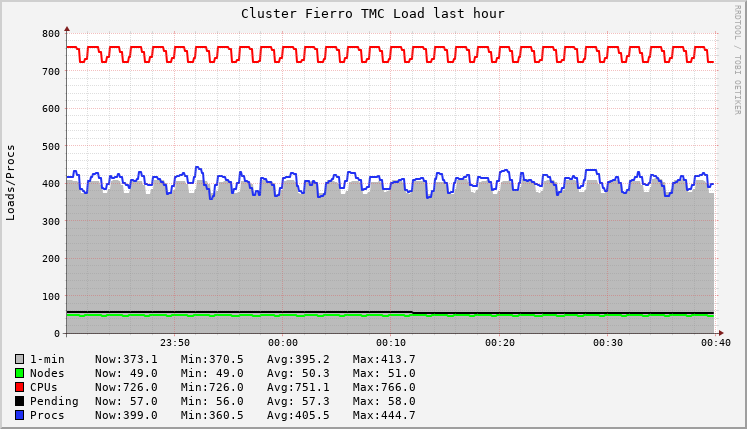 Cluster Fierro TMC Load last hour
RRDTOOL / TOBI OETIKER
Loads/Procs
800
700
600
500
400
300
200
100
0
23:50 00:00 00:10 00:20 00:30 00:40
1-min Now:373.1 Min:370.5 Avg:395.2 Max:413.7
Nodes Now: 49.0 Min: 49.0 Avg: 50.3 Max: 51.0
CPUs Now:726.0 Min:726.0 Avg:751.1 Max:766.0
Pending Now: 57.0 Min: 56.0 Avg: 57.3 Max: 58.0
Procs Now:399.0 Min:360.5 Avg:405.5 Max:444.7